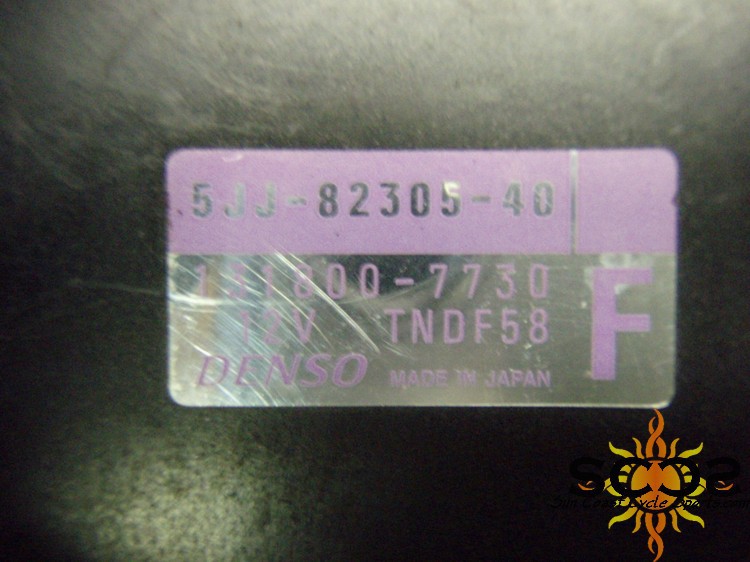 5JJ-82305-40
131800-7730
12V TNDF58
F
DENSO MADE IN JAPAN